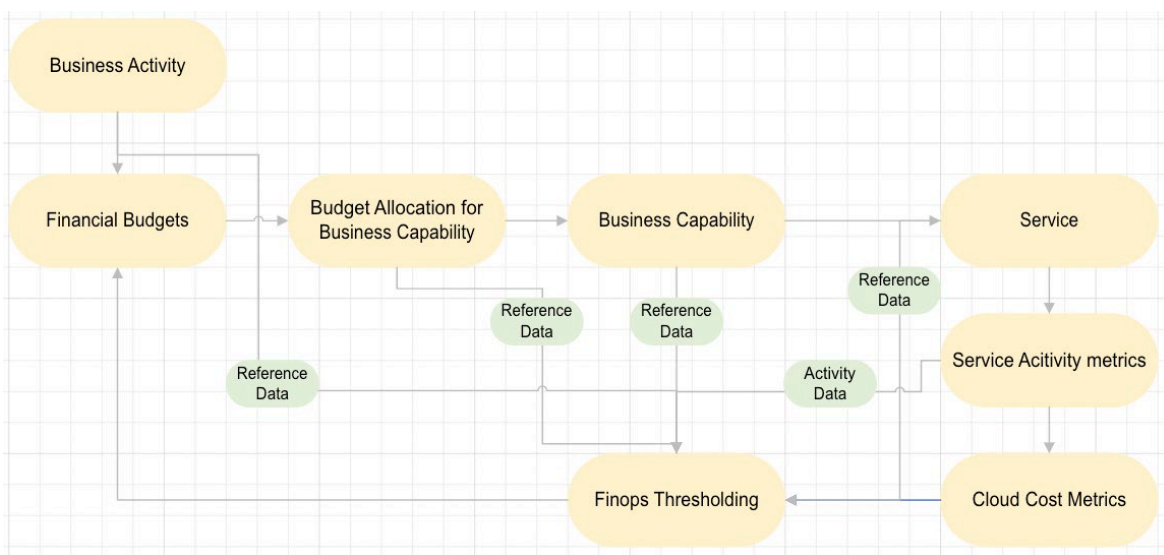 Business Activity
Financial Budgets
Budget Allocation for
Business Capability
Business Capability
Service
Reference
Data
Reference
Data
Reference
Data
Service Acitivity metrics
Reference
Data
Activity
Data
Finops Thresholding
Cloud Cost Metrics